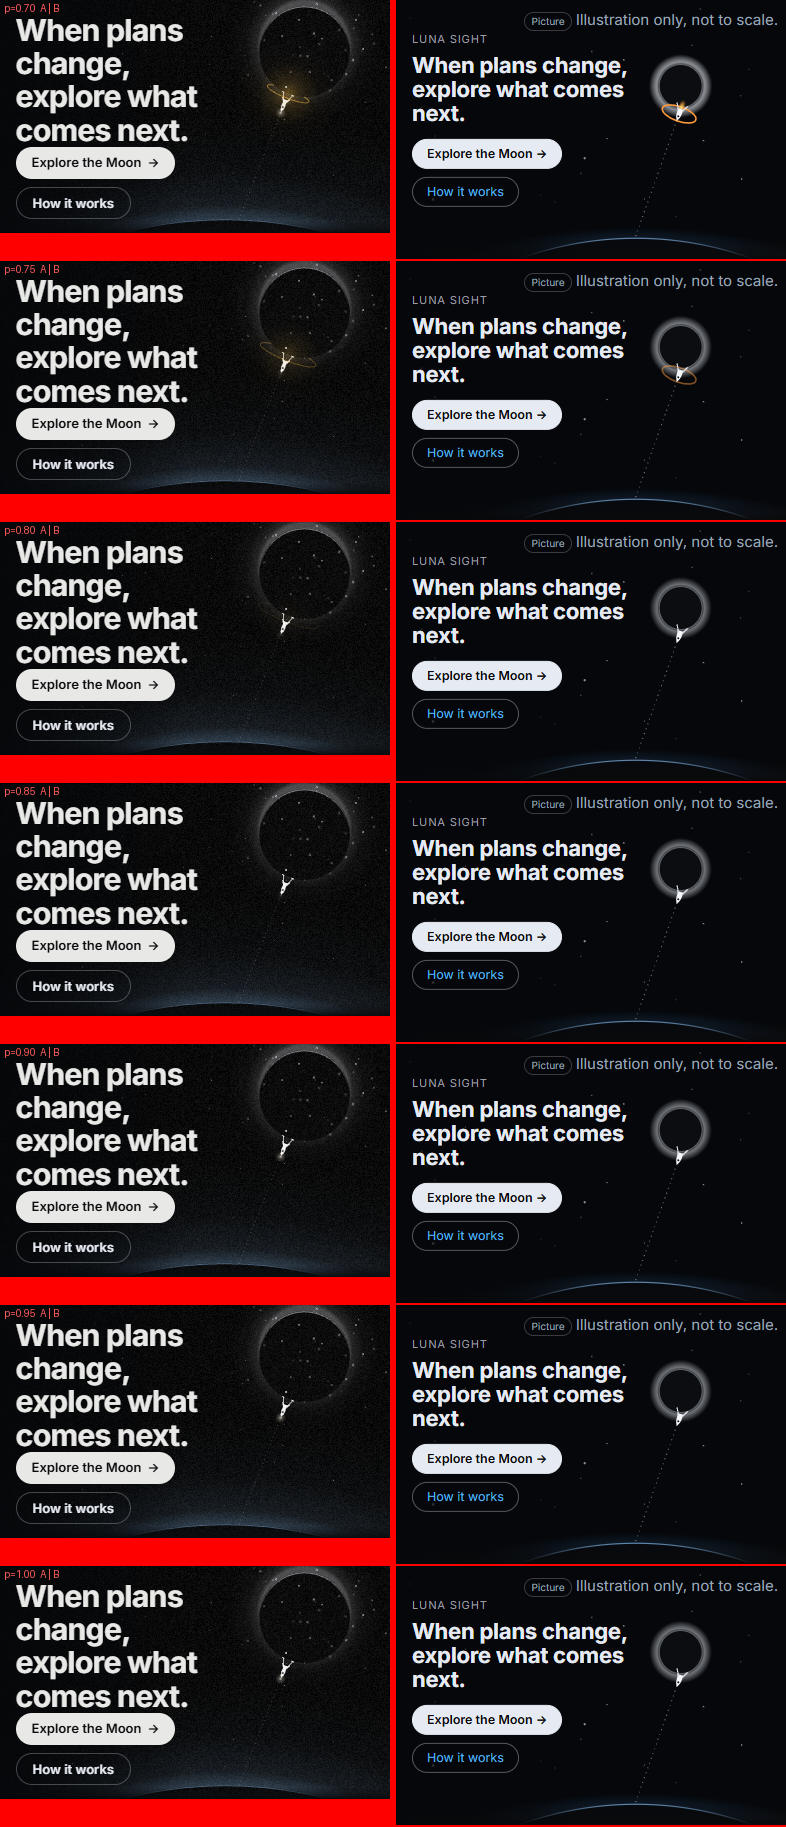 p=0.70 A|B
When plans
change,
explore what
comes next.
Explore the Moon →
How it works
Picture Illustration only, not to scale.
LUNA SIGHT
When plans change,
explore what comes
next.
Explore the Moon →
How it works
p=0.75 A|B
When plans
change,
explore what
comes next.
Explore the Moon →
How it works
Picture Illustration only, not to scale.
LUNA SIGHT
When plans change,
explore what comes
next.
Explore the Moon →
How it works
p=0.80 A|B
When plans
change,
explore what
comes next.
Explore the Moon →
How it works
Picture Illustration only, not to scale.
LUNA SIGHT
When plans change,
explore what comes
next.
Explore the Moon →
How it works
p=0.85 A|B
When plans
change,
explore what
comes next.
Explore the Moon →
How it works
Picture Illustration only, not to scale.
LUNA SIGHT
When plans change,
explore what comes
next.
Explore the Moon →
How it works
p=0.90 A|B
When plans
change,
explore what
comes next.
Explore the Moon →
How it works
Picture Illustration only, not to scale.
LUNA SIGHT
When plans change,
explore what comes
next.
Explore the Moon →
How it works
p=0.95 A|B
When plans
change,
explore what
comes next.
Explore the Moon →
How it works
Picture Illustration only, not to scale.
LUNA SIGHT
When plans change,
explore what comes
next.
Explore the Moon →
How it works
p=1.00 A|B
When plans
change,
explore what
comes next.
Explore the Moon →
How it works
Picture Illustration only, not to scale.
LUNA SIGHT
When plans change,
explore what comes
next.
Explore the Moon →
How it works